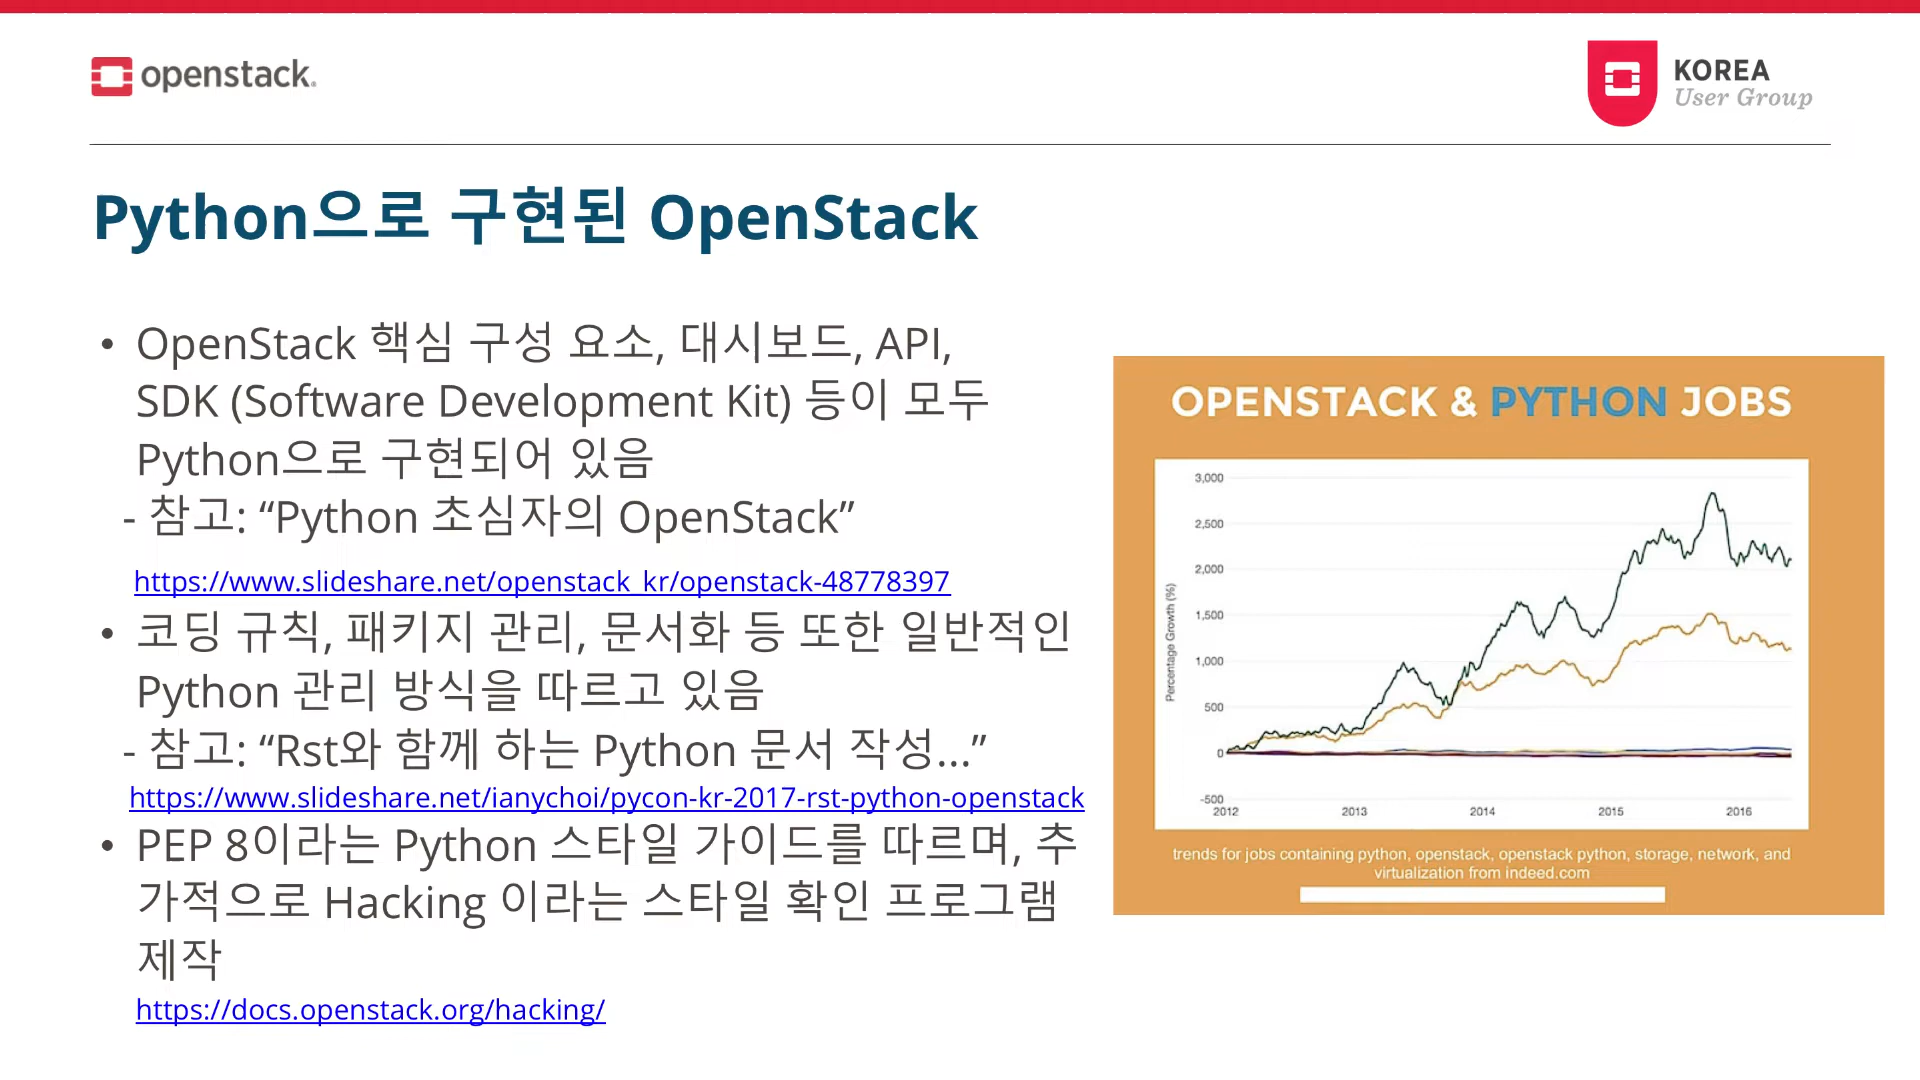 openstack.
KOREA
User Group
Python으로 구현된 OpenStack
• OpenStack 핵심 구성 요소, 대시보드, API,
SDK (Software Development Kit) 등이 모두
Python으로 구현되어 있음
- 참고: “Python 초심자의 OpenStack”
https://www.slideshare.net/openstack_kr/openstack-48778397
• 코딩 규칙, 패키지 관리, 문서화 등 또한 일반적인
Python 관리 방식을 따르고 있음
- 참고: “Rst와 함께 하는 Python 문서 작성...”
https://www.slideshare.net/ianychoi/pycon-kr-2017-rst-python-openstack
• PEP 8이라는 Python 스타일 가이드를 따르며, 추
가적으로 Hacking 이라는 스타일 확인 프로그램
제작
https://docs.openstack.org/hacking/
OPENSTACK & PYTHON JOBS
Percentage Growth (%)
3,000
2,500
2,000
1,500
1,000
500
0
-500
2012 2013 2014 2015 2016
trends for jobs containing python, openstack, openstack python, storage, network, and
virtualization from indeed.com